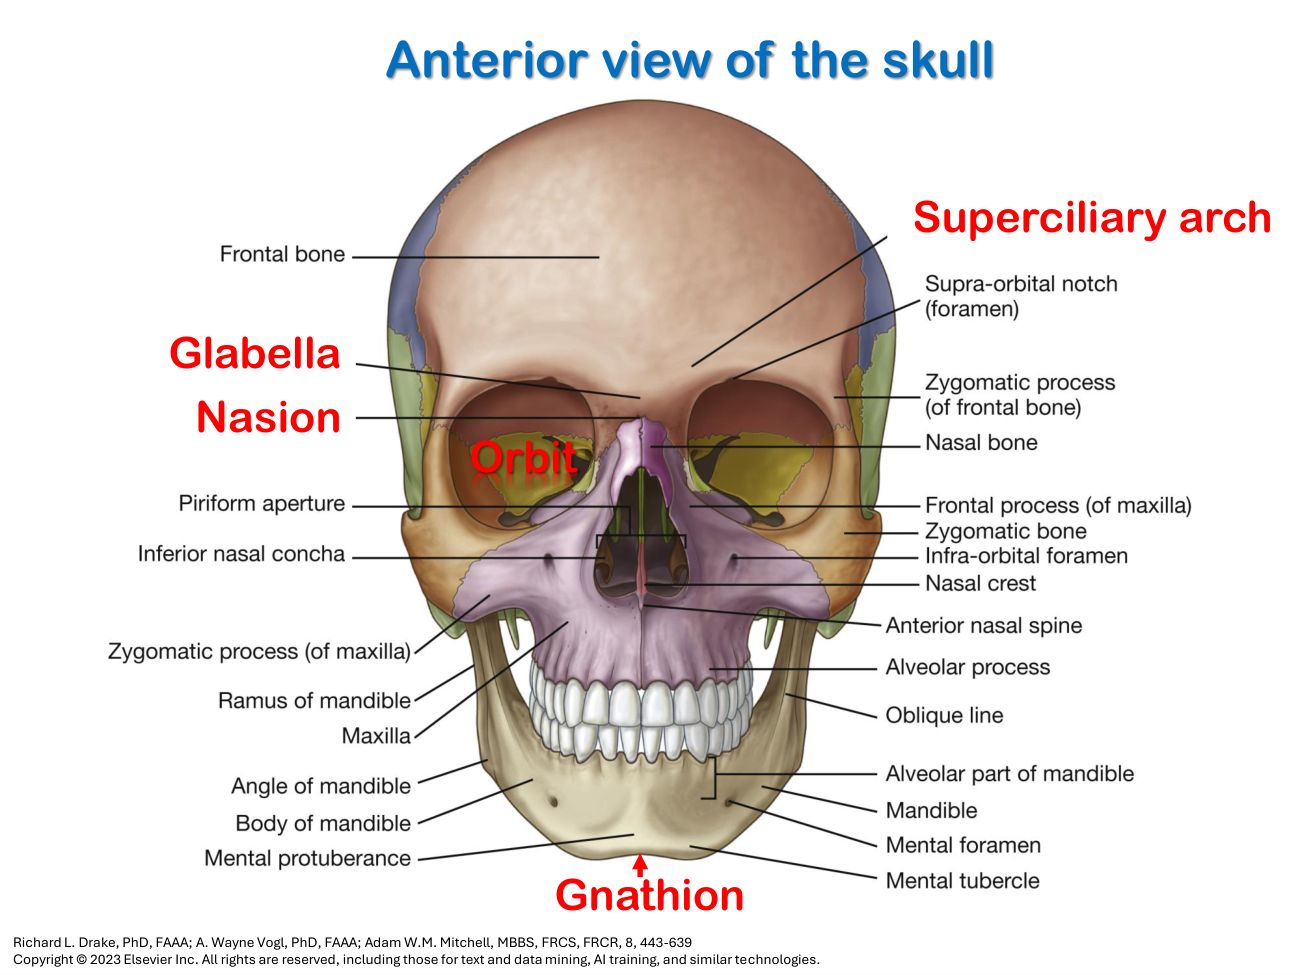 Anterior view of the skull
Superciliary arch
Frontal bone
Supra-orbital notch
(foramen)
Glabella
Zygomatic process
(of frontal bone)
Nasion
Nasal bone
Orbit
Piriform aperture
Frontal process (of maxilla)
Zygomatic bone
Inferior nasal concha
Infra-orbital foramen
Nasal crest
Anterior nasal spine
Zygomatic process (of maxilla)
Alveolar process
Ramus of mandible
Oblique line
Maxilla
Alveolar part of mandible
Angle of mandible
Mandible
Body of mandible
Mental foramen
Mental protuberance
Mental tubercle
Gnathion
Richard L. Drake, PhD, FAAA; A. Wayne Vogl, PhD, FAAA; Adam W.M. Mitchell, MBBS, FRCS, FRCR, 8, 443-639
Copyright © 2023 Elsevier Inc. All rights are reserved, including those for text and data mining, AI training, and similar technologies.